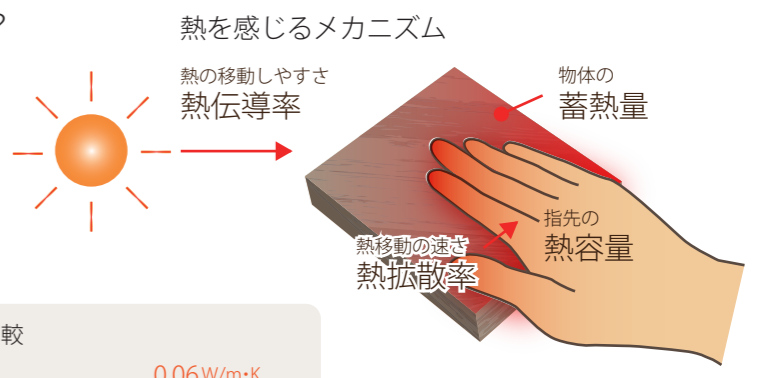 ?
熱を感じるメカニズム
熱の移動しやすさ
熱伝導率
物体の
蓄熱量
指先の
熱容量
熱移動の速さ
熱拡散率
較
0.06 W/m・K